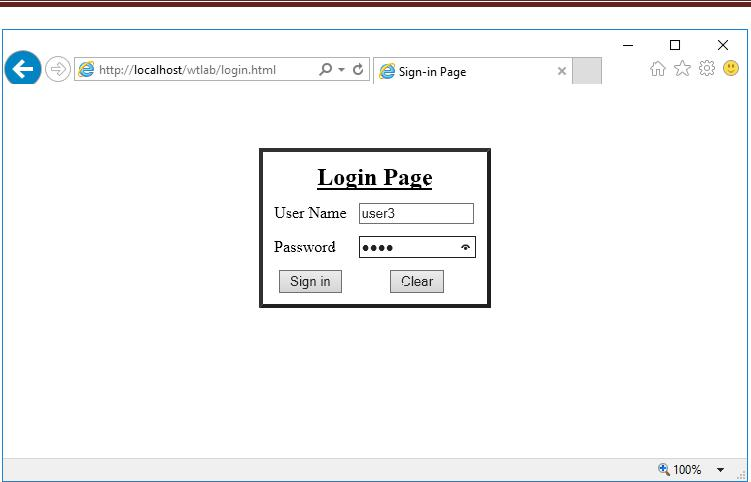 http://localhost/wtlab/login.html
Sign-in Page
Login Page
User Name user3
Password ●●●●
Sign in Clear
100%